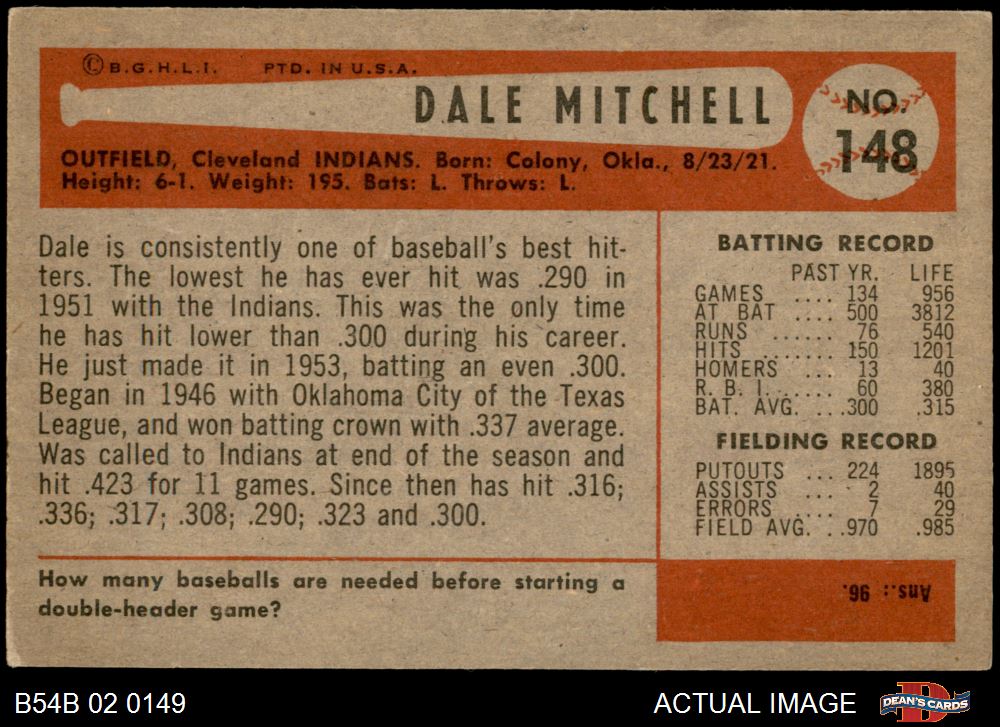 © B.G.H.L.I. PTD. IN U.S.A.
DALE MITCHELL
NO.
148
OUTFIELD, Cleveland INDIANS. Born: Colony, Okla., 8/23/21.
Height: 6-1. Weight: 195. Bats: L. Throws: L.
Dale is consistently one of baseball's best hit-
ters. The lowest he has ever hit was .290 in
1951 with the Indians. This was the only time
he has hit lower than .300 during his career.
He just made it in 1953, batting an even .300.
Began in 1946 with Oklahoma City of the Texas
League, and won batting crown with .337 average.
Was called to Indians at end of the season and
hit .423 for 11 games. Since then has hit .316;
.336; .317; .308; .290; .323 and .300.
BATTING RECORD
PAST YR. LIFE
GAMES .... 134 956
AT BAT .... 500 3812
RUNS ...... 76 540
HITS ....... 150 1201
HOMERS ... 13 40
R. B. I. ...... 60 380
BAT. AVG. ...300 .315
FIELDING RECORD
PUTOUTS ... 224 1895
ASSISTS .... 2 40
ERRORS .... 7 29
FIELD AVG. ..970 .985
How many baseballs are needed before starting a
double-header game?
Ans.: 96.
B54B 02 0149
ACTUAL IMAGE
D
DEAN'S CARDS